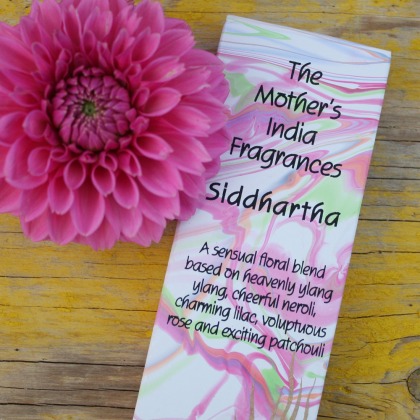 The
Mother's
India
Fragrances
Siddhartha
A sensual floral blend
based on heavenly ylang
ylang, cheerful neroli,
charming lilac, voluptuous
rose and exciting patchouli